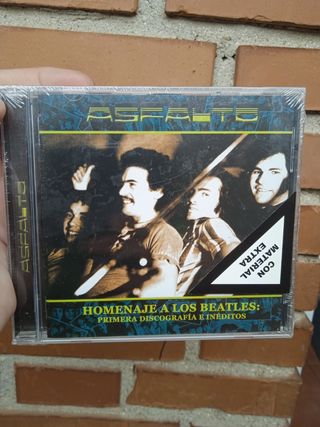 ASFALTO
ASFALTO
CON
MATERIAL
EXTRA
HOMENAJE A LOS BEATLES:
PRIMERA DISCOGRAFÍA E INÉDITOS